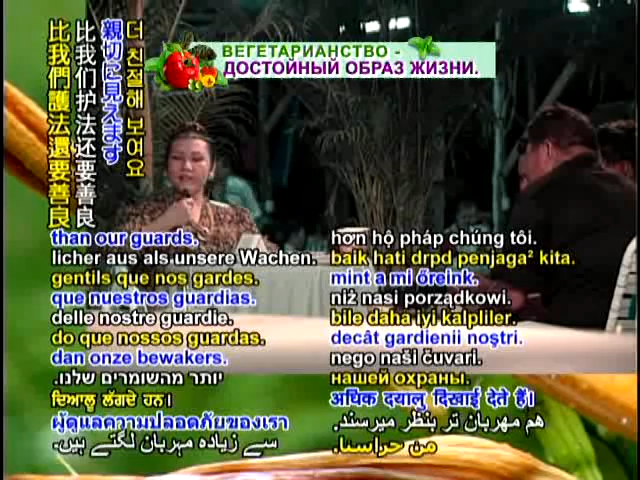 ВЕГЕТАРИАНСТВО -
ДОСТОЙНЫЙ ОБРАЗ ЖИЗНИ.
더 친절해 보여요
親切に見えます
比我们护法还要善良
比我們護法還要善良
than our guards.
licher aus als unsere Wachen.
gentils que nos gardes.
que nuestros guardias.
delle nostre guardie.
do que nossos guardas.
dan onze bewakers.
יותר מהשומרים שלנו.
ਦਿਆਲੂ ਲੱਗਦੇ ਹਨ।
ผู้ดูแลความปลอดภัยของเรา
سے زیادہ مہربان لگتے ہیں.
hơn hộ pháp chúng tôi.
baik hati drpd penjaga² kita.
mint a mi őreink.
niż nasi porządkowi.
bile daha iyi kalpliler.
decât gardienii noştri.
nego naši čuvari.
нашей охраны.
अधिक दयालु दिखाई देते हैं।
هم مهربان تر بنظر میرسند.
من حراسنا.